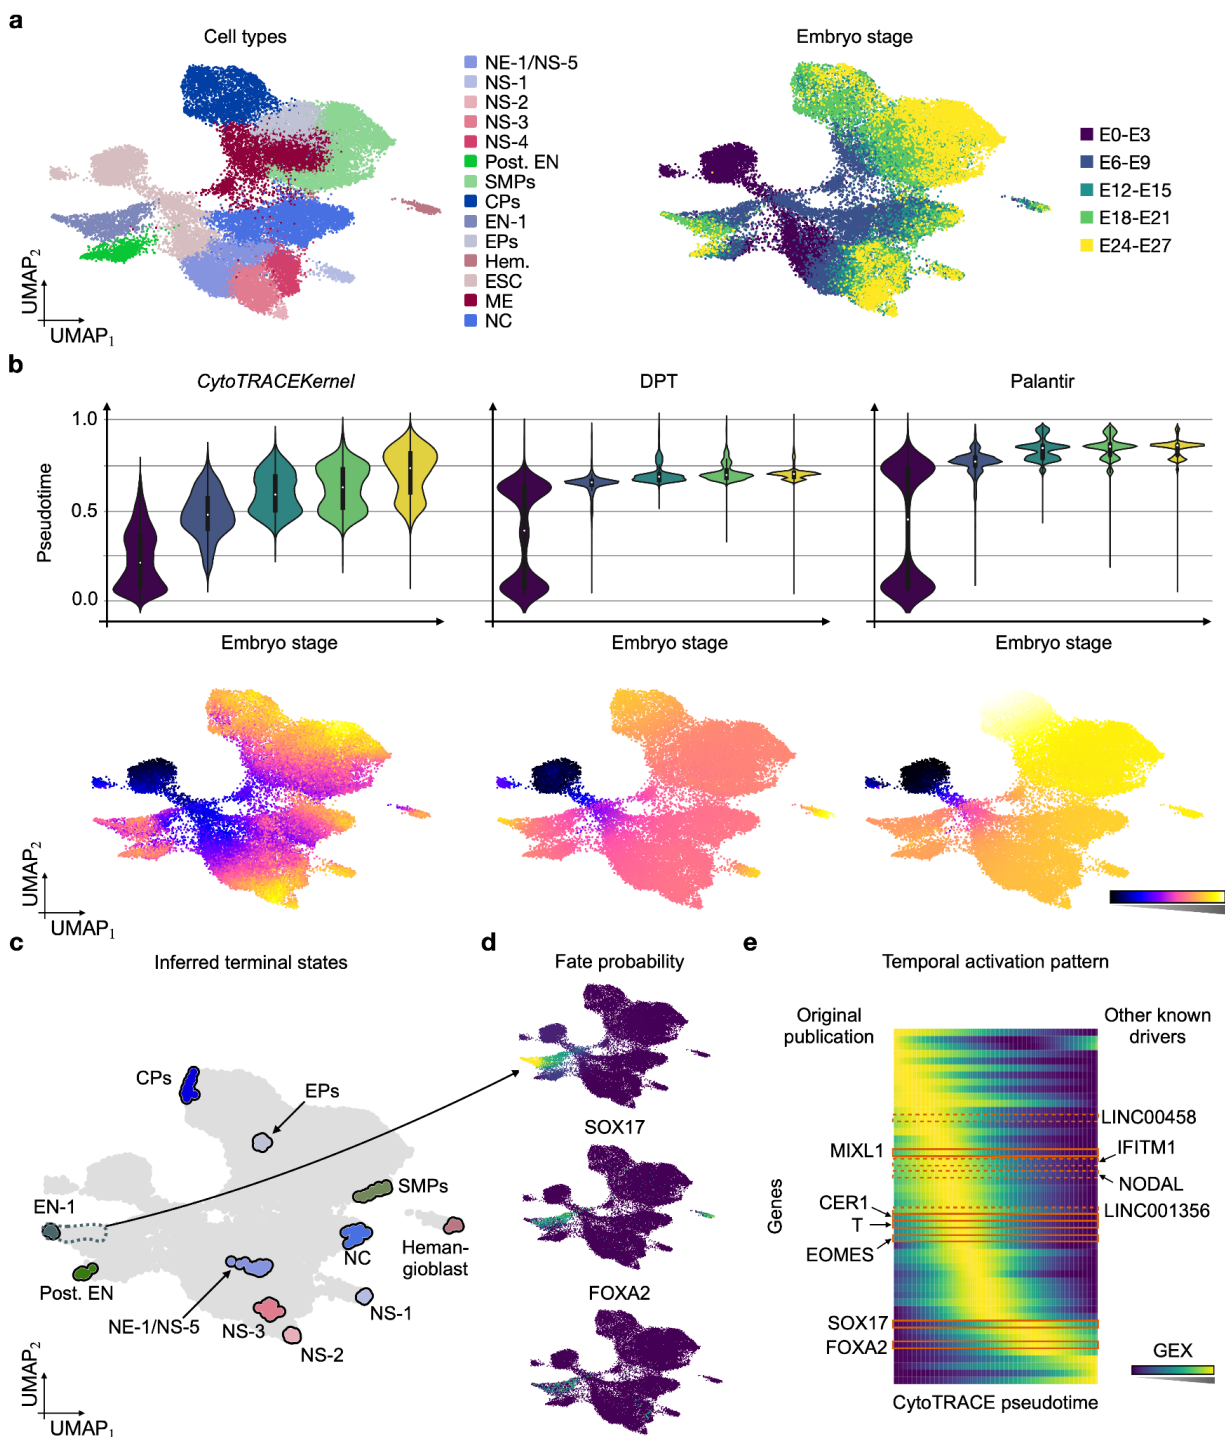 a
Cell types
Embryo stage
NE-1/NS-5
NS-1
NS-2
NS-3
NS-4
Post. EN
SMPs
CPs
EN-1
EPs
Hem.
ESC
ME
NC
E0-E3
E6-E9
E12-E15
E18-E21
E24-E27
UMAP2
UMAP1
b
CytoTRACEKernel
DPT
Palantir
Pseudotime
1.0
0.5
0.0
Embryo stage
Embryo stage
Embryo stage
UMAP2
UMAP1
c
Inferred terminal states
CPs
EPs
SMPs
EN-1
NC
Heman-
gioblast
Post. EN
NE-1/NS-5
NS-3
NS-1
NS-2
UMAP2
UMAP1
d
Fate probability
SOX17
FOXA2
e
Temporal activation pattern
Original
publication
Other known
drivers
LINC00458
MIXL1
IFITM1
NODAL
CER1
LINC001356
T
EOMES
Genes
SOX17
FOXA2
GEX
CytoTRACE pseudotime